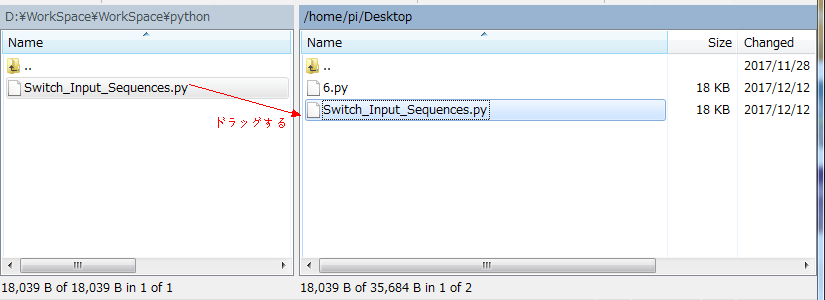 D:¥WorkSpace¥WorkSpace¥python
/home/pi/Desktop
Name
Name Size Changed
..
.. 2017/11/28
Switch_Input_Sequences.py
6.py 18 KB 2017/12/12
Switch_Input_Sequences.py 18 KB 2017/12/12
ドラッグする
18,039 B of 18,039 B in 1 of 1
18,039 B of 35,684 B in 1 of 2